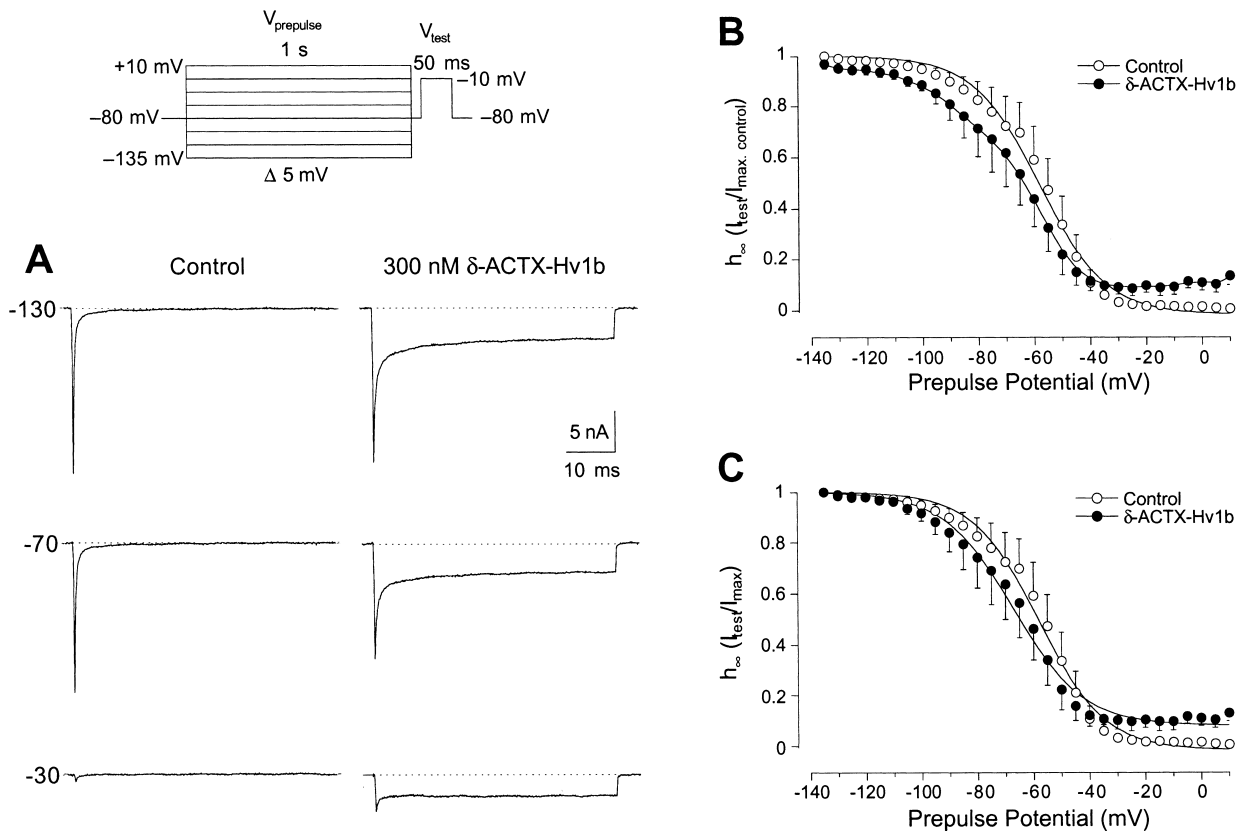 V_prepulse
1 s
V_test
50 ms
+10 mV
–10 mV
–80 mV
–80 mV
–135 mV
Δ 5 mV
A
Control
300 nM δ-ACTX-Hv1b
-130
5 nA
10 ms
-70
-30
B
Control
δ-ACTX-Hv1b
h∞ (I_test/I_max. control)
1
0.8
0.6
0.4
0.2
0
-140 -120 -100 -80 -60 -40 -20 0
Prepulse Potential (mV)
C
Control
δ-ACTX-Hv1b
h∞ (I_test/I_max)
1
0.8
0.6
0.4
0.2
0
-140 -120 -100 -80 -60 -40 -20 0
Prepulse Potential (mV)